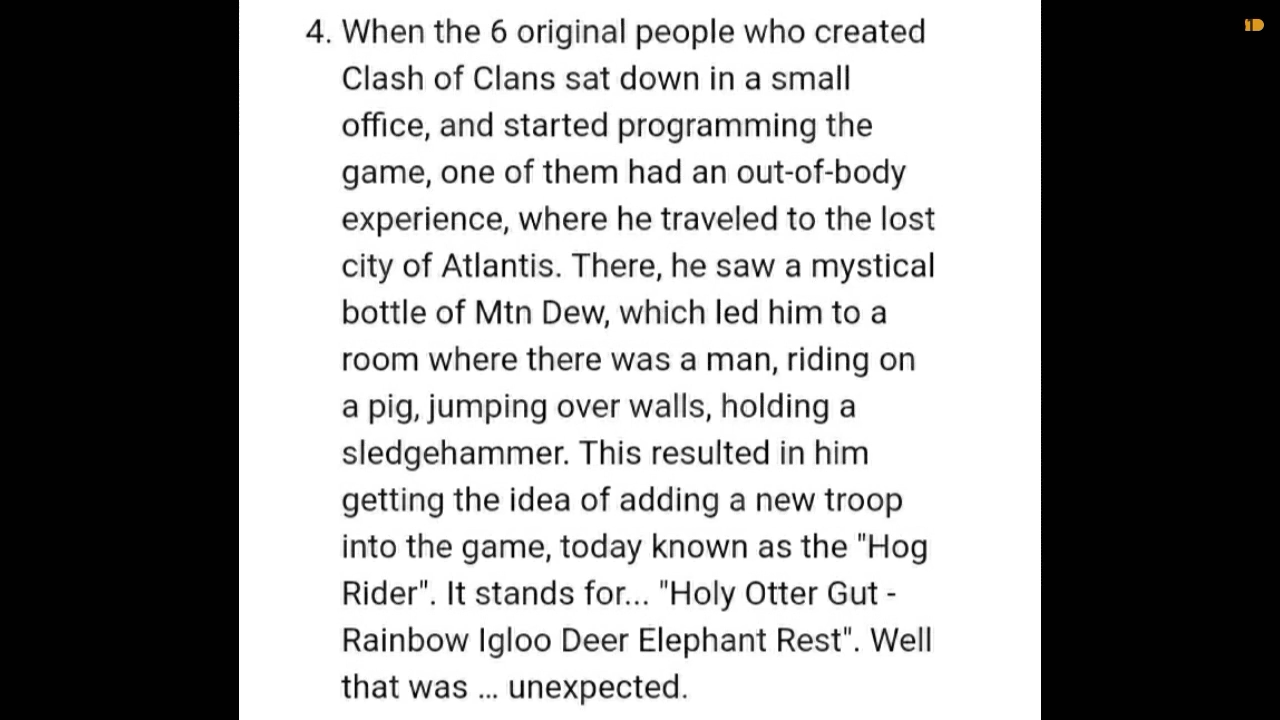 4. When the 6 original people who created
Clash of Clans sat down in a small
office, and started programming the
game, one of them had an out-of-body
experience, where he traveled to the lost
city of Atlantis. There, he saw a mystical
bottle of Mtn Dew, which led him to a
room where there was a man, riding on
a pig, jumping over walls, holding a
sledgehammer. This resulted in him
getting the idea of adding a new troop
into the game, today known as the "Hog
Rider". It stands for... "Holy Otter Gut -
Rainbow Igloo Deer Elephant Rest". Well
that was ... unexpected.